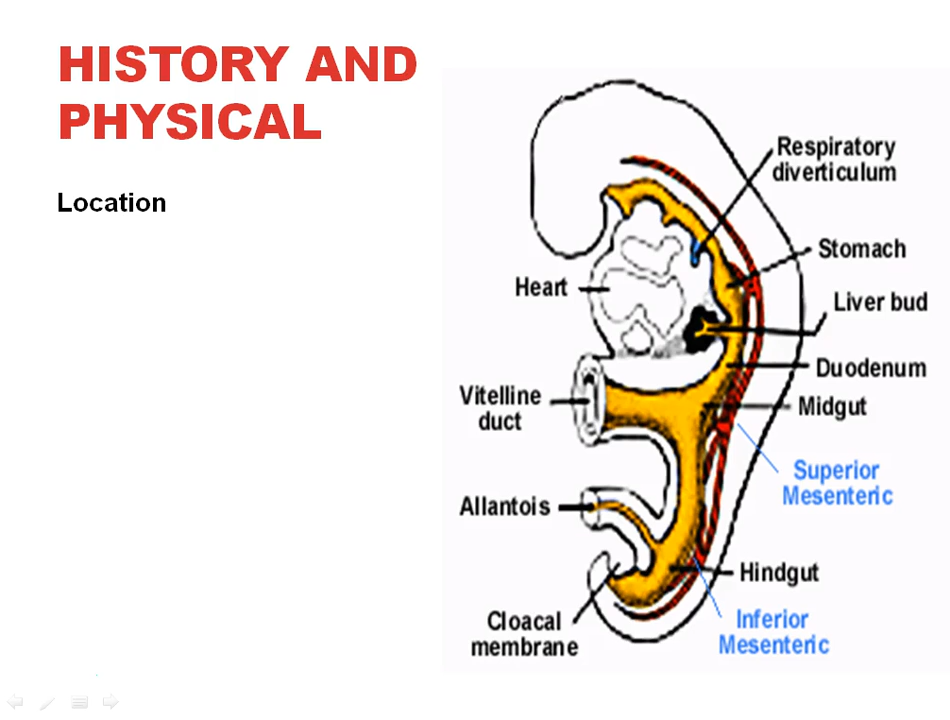 HISTORY AND
PHYSICAL
Location
Respiratory
diverticulum
Stomach
Heart
Liver bud
Duodenum
Vitelline
duct
Midgut
Superior
Mesenteric
Allantois
Hindgut
Cloacal
membrane
Inferior
Mesenteric